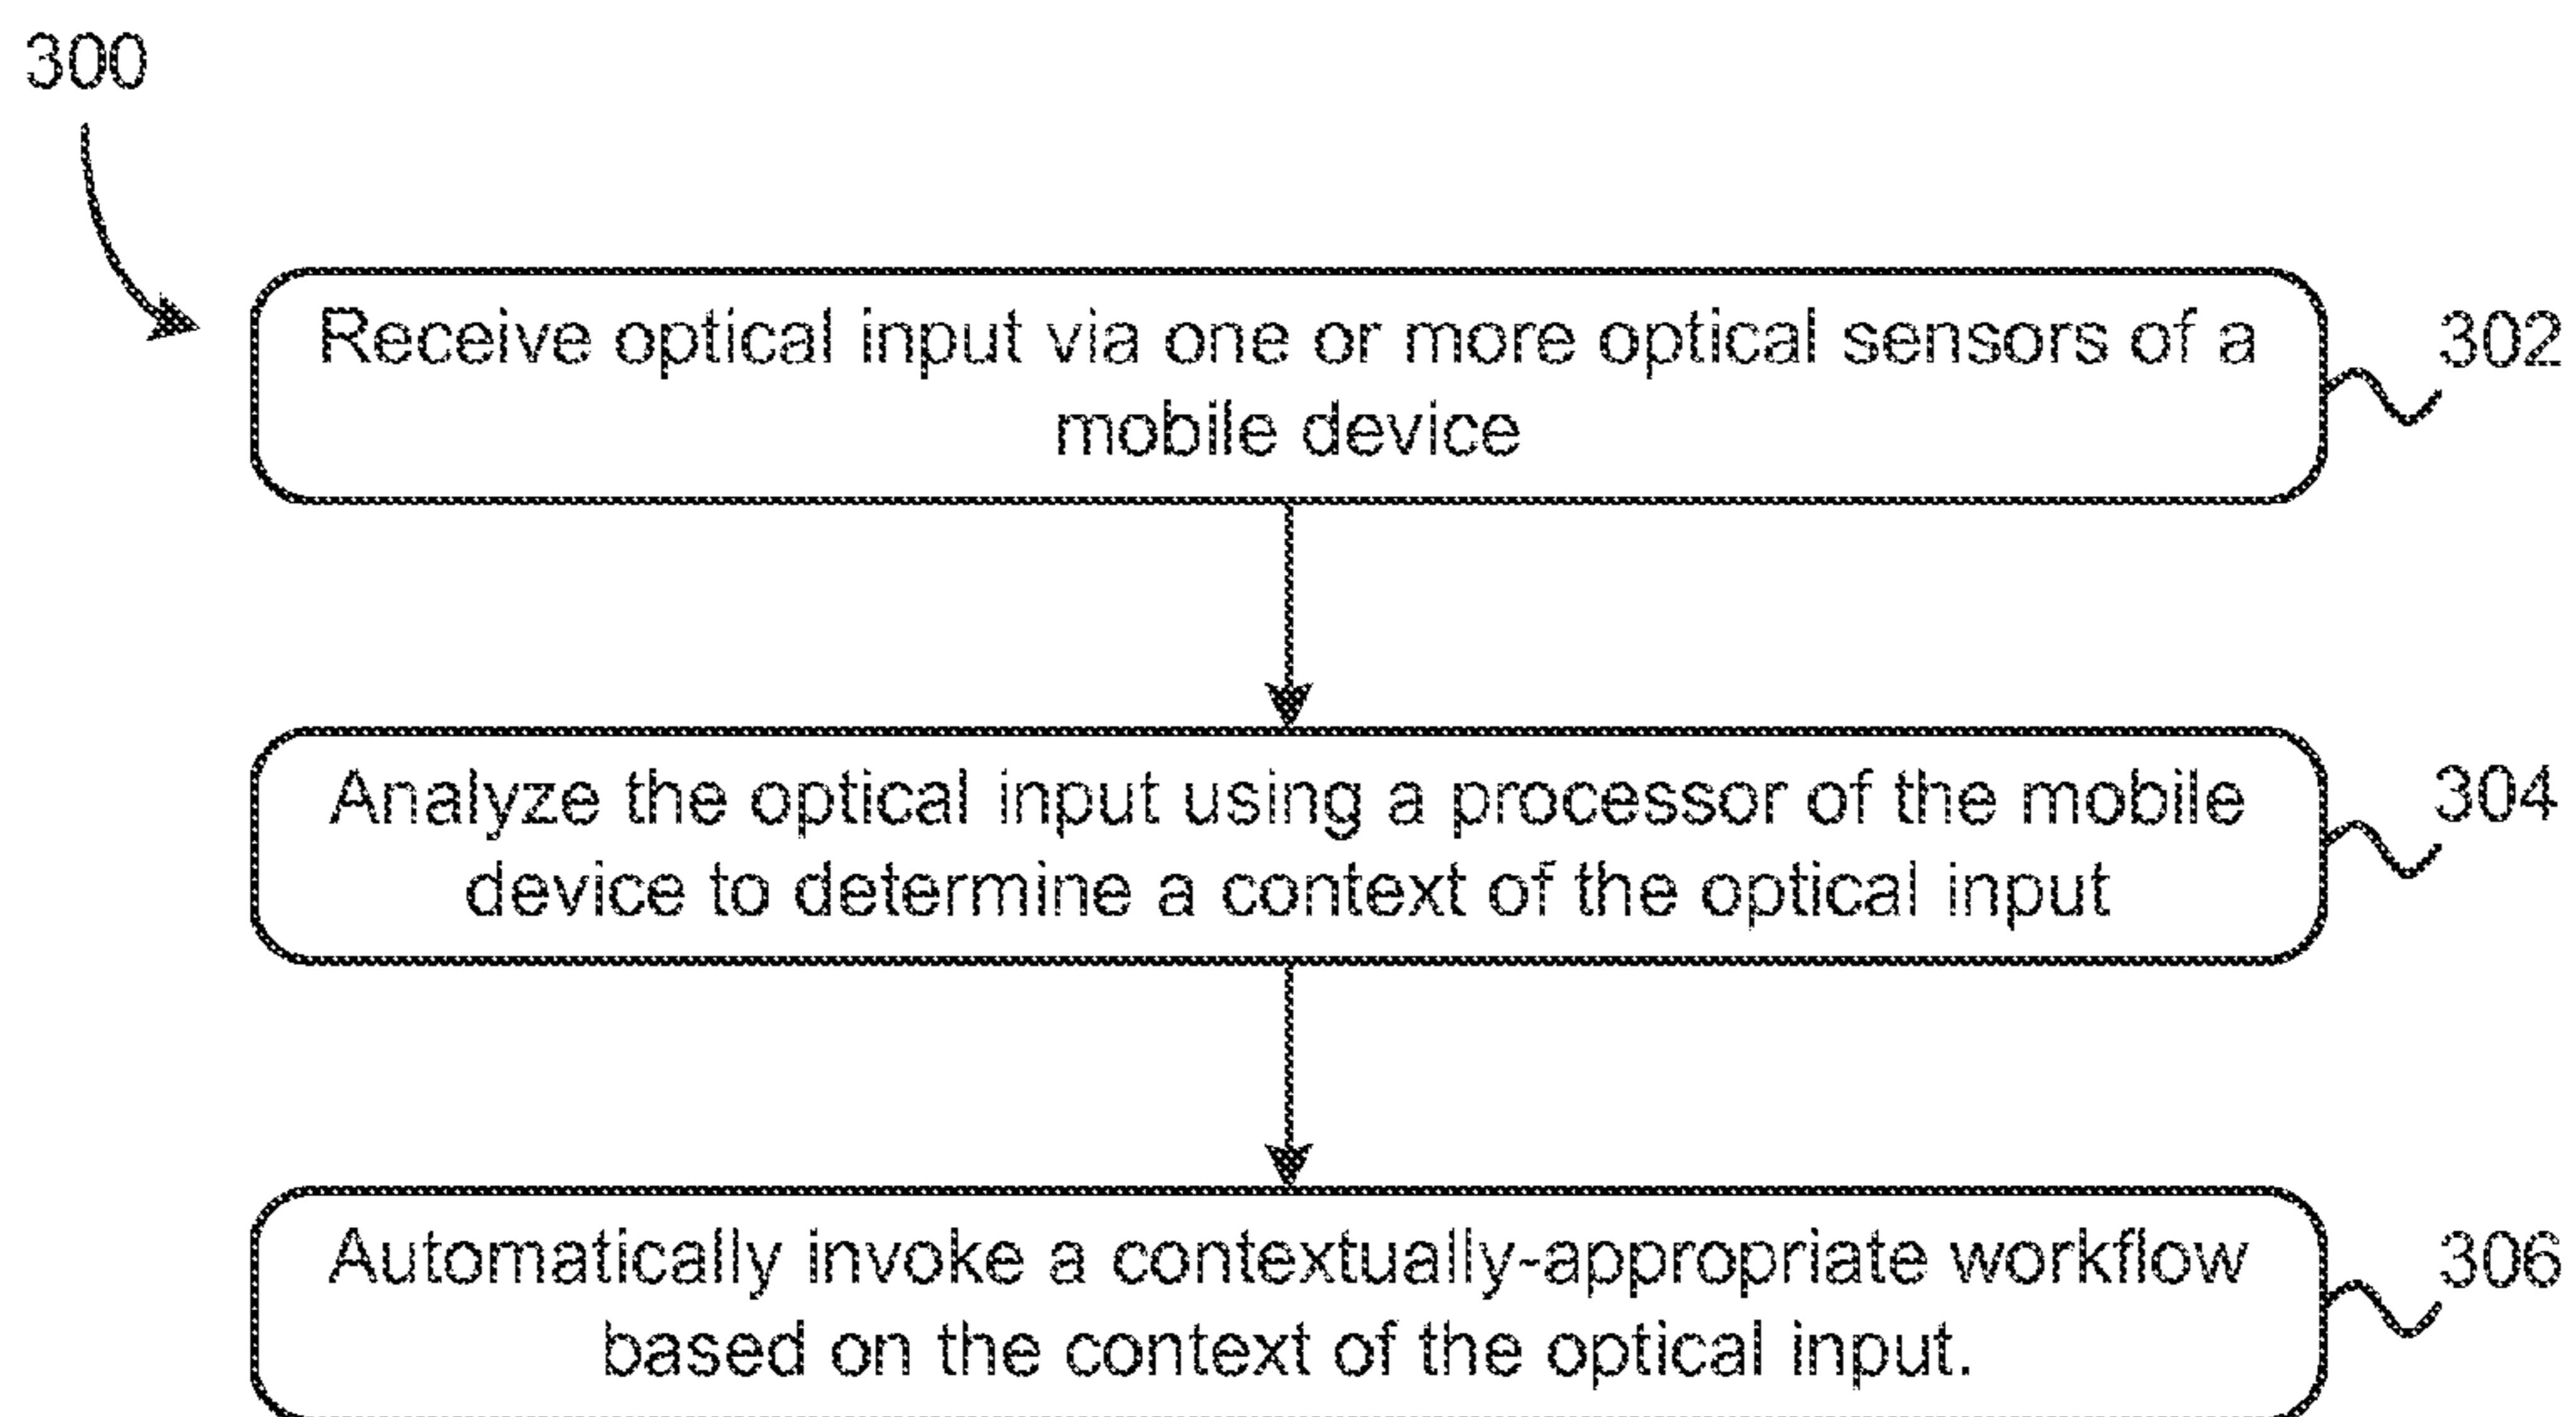 300
Receive optical input via one or more optical sensors of a
mobile device
302
Analyze the optical input using a processor of the mobile
device to determine a context of the optical input
304
Automatically invoke a contextually-appropriate workflow
based on the context of the optical input.
306